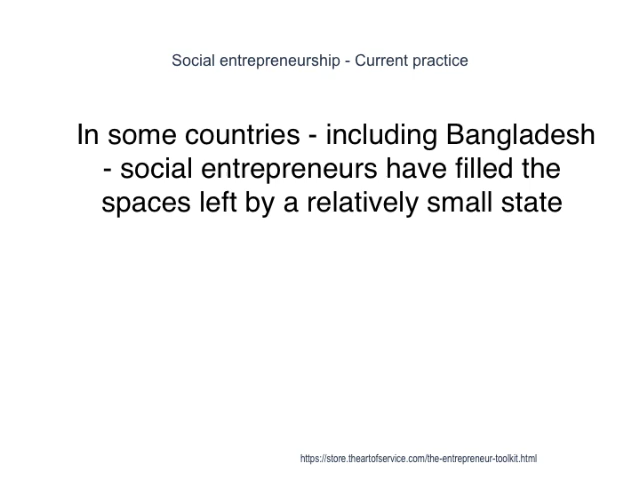 Social entrepreneurship - Current practice
In some countries - including Bangladesh
- social entrepreneurs have filled the
spaces left by a relatively small state
https://store.theartofservice.com/the-entrepreneur-toolkit.html